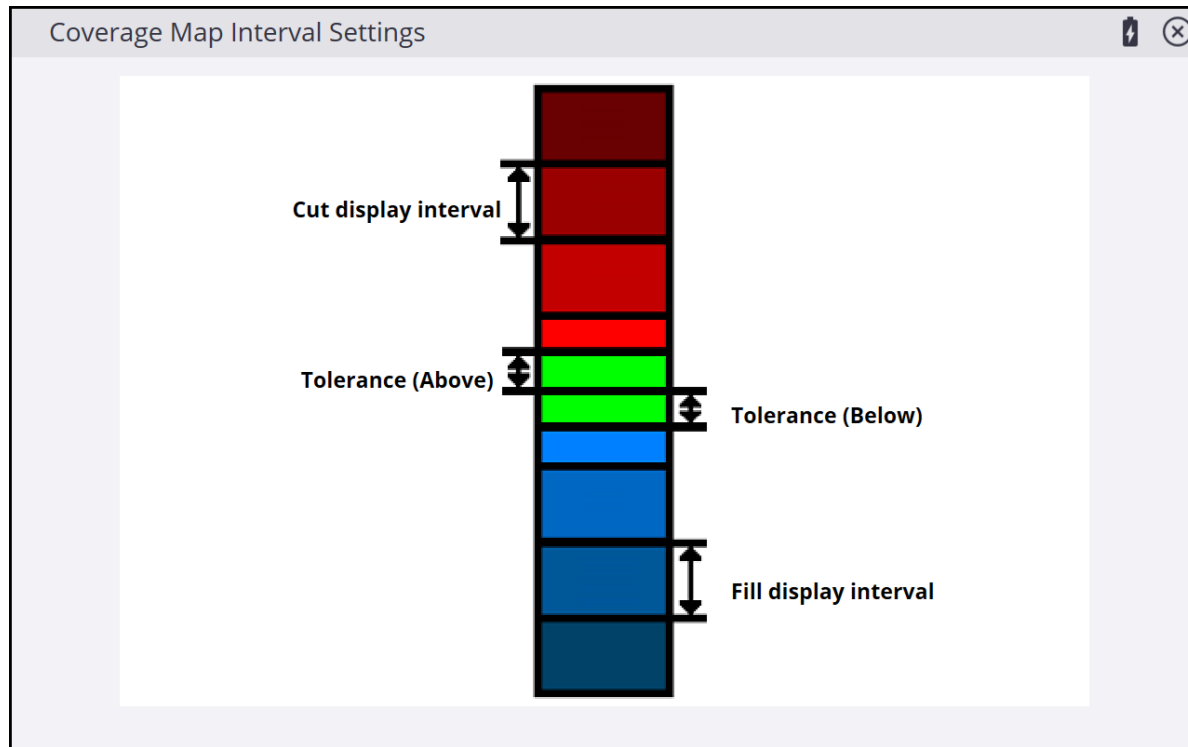 Coverage Map Interval Settings
Cut display interval
Tolerance (Above)
Tolerance (Below)
Fill display interval